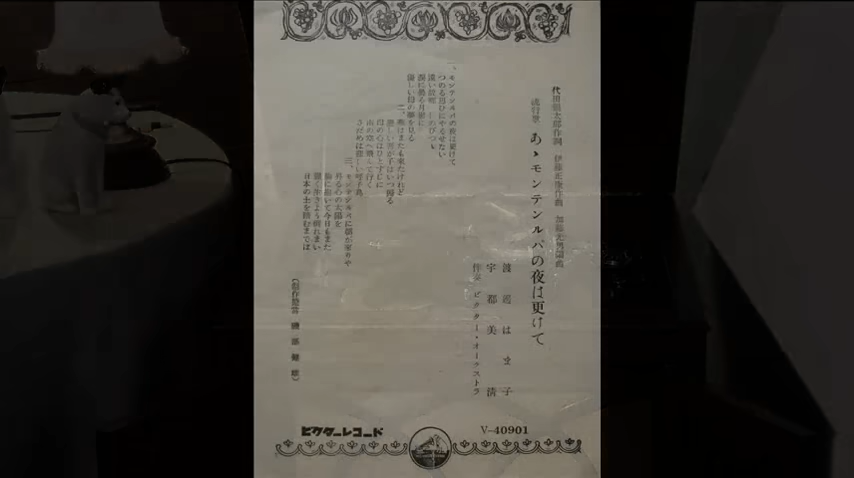 代田銀太郎作詞 伊藤正康作曲 加藤光男編曲
流行歌 あゝモンテンルパの夜は更けて
渡辺はま子
宇都美清
伴奏 ビクター・オーケストラ
一、モンテンルパの夜は更けて
つのる思ひにやるせない
遠い故郷しのびつゝ
涙に曇る月影に
優しい母の夢を見る
二、燕はまたも来たけれど
恋しい我が子はいつ帰る
母の心はひとすじに
南の空へ飛んで行く
さだめは悲しい呼子鳥
三、モンテンルパに朝が来りや
昇る心の太陽を
胸に抱いて今日もまた
強く生きよう倒れまい
日本の土を踏むまでは
ビクターレコード
V-40901